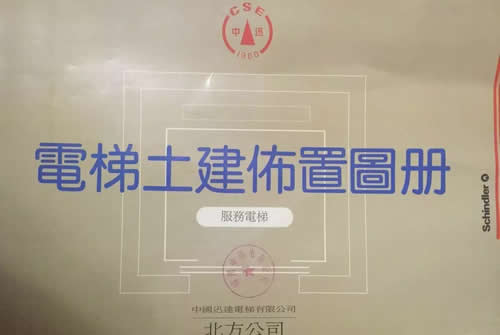 CSE
中 迅
1980
電梯土建佈置圖册
服務電梯
中國迅達電梯有限公司
北方公司
Schindler